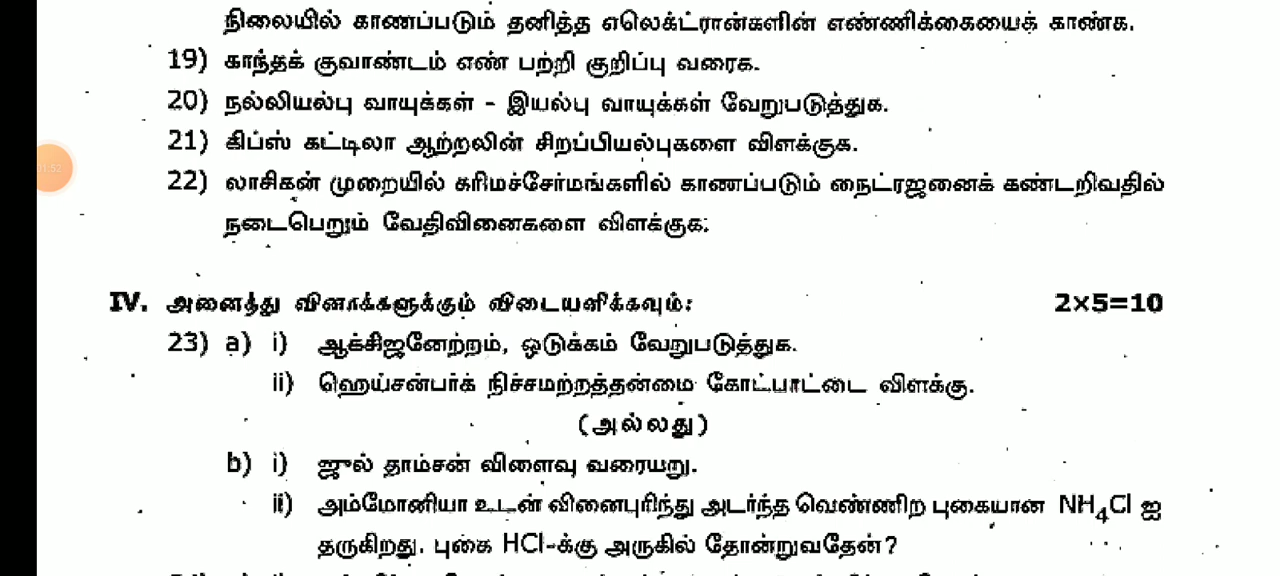 நிலையில் காணப்படும் தனித்த எலெக்ட்ரான்களின் எண்ணிக்கையைக் காண்க.
19) காந்தக் குவாண்டம் எண் பற்றி குறிப்பு வரைக.
20) நல்லியல்பு வாயுக்கள் - இயல்பு வாயுக்கள் வேறுபடுத்துக.
21) கிப்ஸ் கட்டிலா ஆற்றலின் சிறப்பியல்புகளை விளக்குக.
22) லாசிகன் முறையில் கரிமச்சேர்மங்களில் காணப்படும் நைட்ரஜனைக் கண்டறிவதில்
நடைபெறும் வேதிவினைகளை விளக்குக:
IV. அனைத்து வினாக்களுக்கும் விடையளிக்கவும்: 2×5=10
23) a) i) ஆக்சிஜனேற்றம், ஒடுக்கம் வேறுபடுத்துக.
ii) ஹெய்சன்பர்க் நிச்சமற்றத்தன்மை கோட்பாட்டை விளக்கு.
(அல்லது)
b) i) ஜுல் தாம்சன் விளைவு வரையறு.
ii) அம்மோனியா உடன் வினைபுரிந்து அடர்ந்த வெண்ணிற புகையான NH₄Cl ஐ
தருகிறது. புகை HCl-க்கு அருகில் தோன்றுவதேன்?